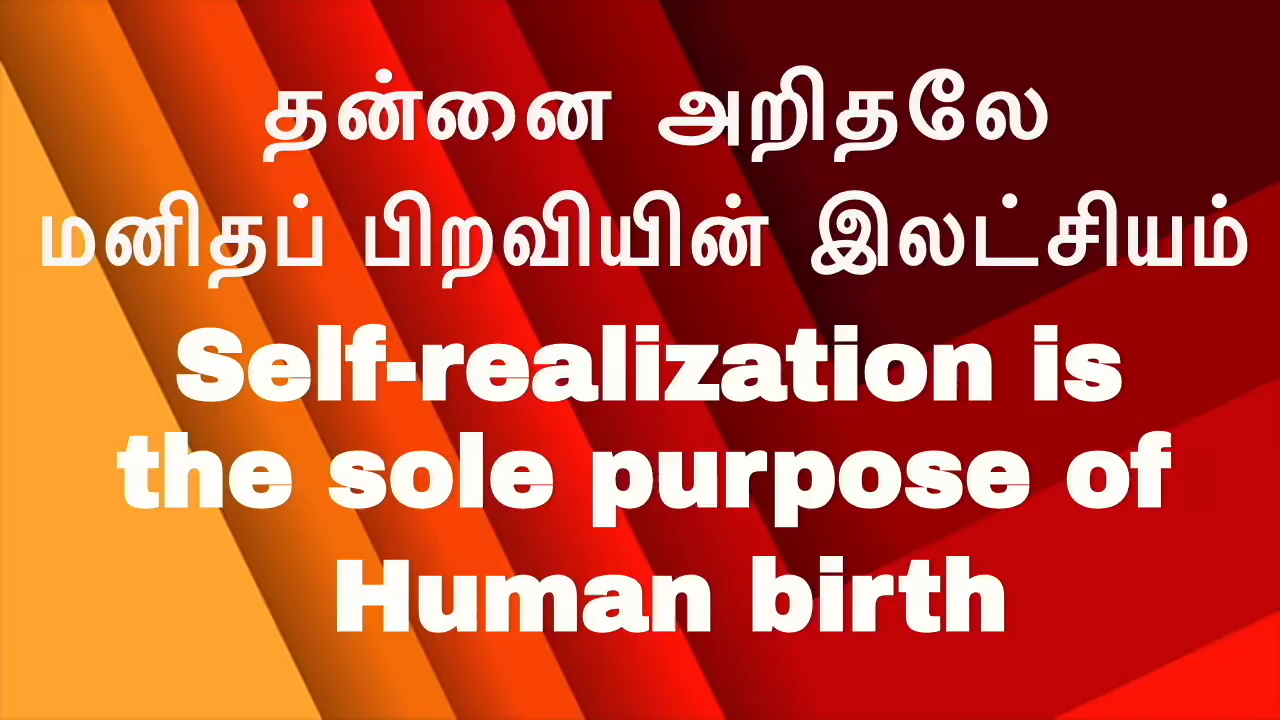 தன்னை அறிதலே
மனிதப் பிறவியின் இலட்சியம்
Self-realization is
the sole purpose of
Human birth